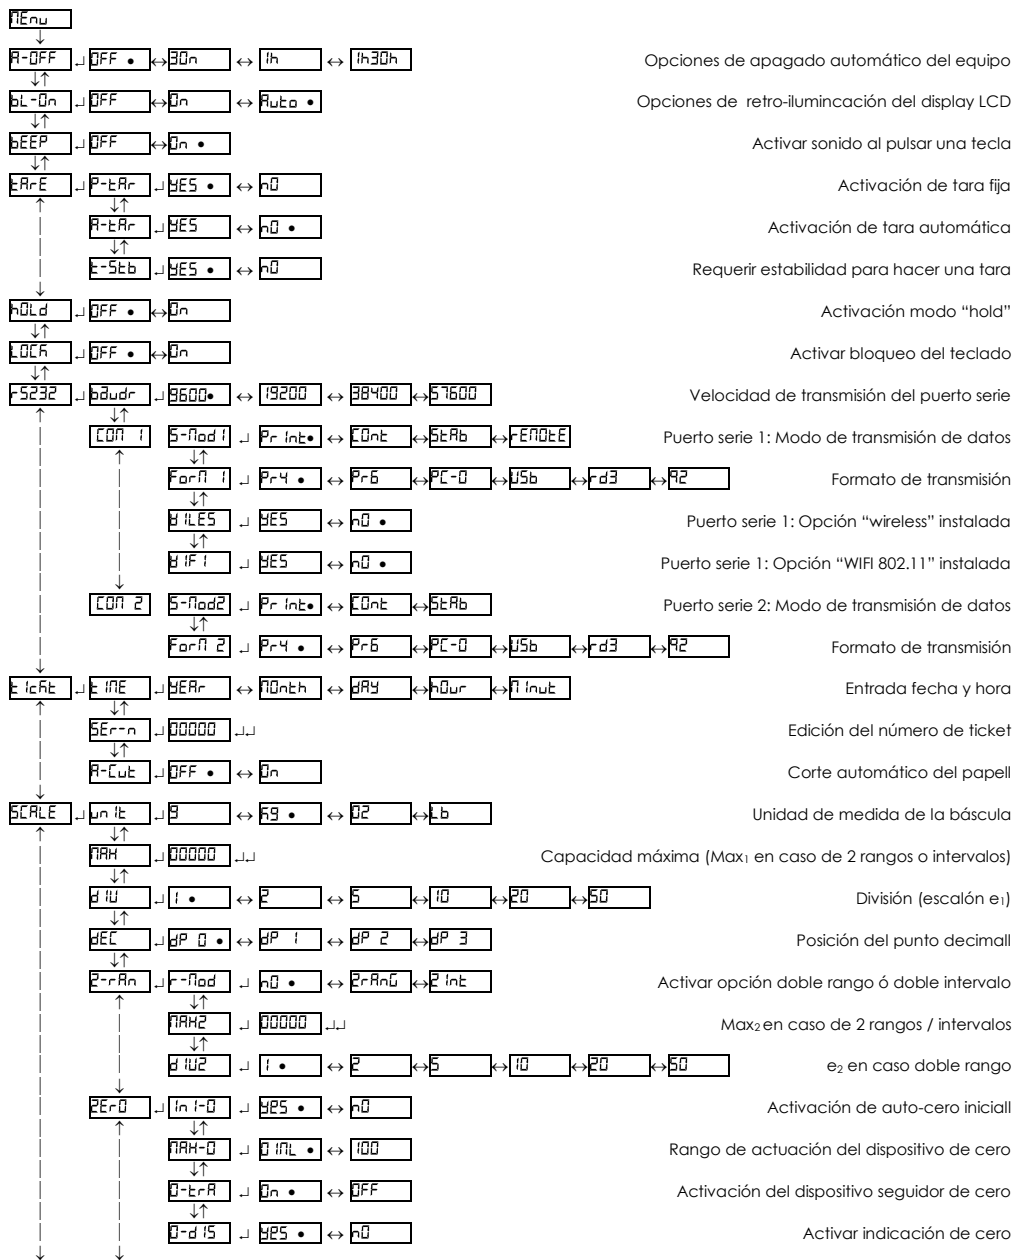 MEnu
A-OFF OFF • 30n 1h 1h30h Opciones de apagado automático del equipo
bL-On OFF On Auto • Opciones de retro-ilumincación del display LCD
bEEP OFF On • Activar sonido al pulsar una tecla
tArE P-tAr YES • nO Activación de tara fija
A-tAr YES nO • Activación de tara automática
t-Stb YES • nO Requerir estabilidad para hacer una tara
hOLd OFF • On Activación modo “hold”
LOCK OFF • On Activar bloqueo del teclado
rS232 bAudr 9600• 19200 38400 57600 Velocidad de transmisión del puerto serie
COM 1 S-Mod1 Print• COnt StAb rEMOtE Puerto serie 1: Modo de transmisión de datos
ForM 1 Pr4 • Pr6 PC-0 USb rd3 92 Formato de transmisión
WILES YES nO • Puerto serie 1: Opción “wireless” instalada
WIFI YES nO • Puerto serie 1: Opción “WIFI 802.11” instalada
COM 2 S-Mod2 Print• COnt StAb Puerto serie 2: Modo de transmisión de datos
ForM 2 Pr4 • Pr6 PC-0 USb rd3 92 Formato de transmisión
tIcKt tIME YEAr MOnth dAY hOur MInut Entrada fecha y hora
SEr-n 00000 Edición del número de ticket
A-Cut OFF • On Corte automático del papell
SCALE unIt g Kg • O2 Lb Unidad de medida de la báscula
MAH 00000 Capacidad máxima (Max1 en caso de 2 rangos o intervalos)
dIU 1 • 2 5 10 20 50 División (escalón e1)
dEC dP 0 • dP 1 dP 2 dP 3 Posición del punto decimall
2-rAn r-Mod nO • 2rAnG 2Int Activar opción doble rango ó doble intervalo
MAH2 00000 Max2 en caso de 2 rangos / intervalos
dIU2 1 • 2 5 10 20 50 e2 en caso doble rango
2ErO InI-0 YES • nO Activación de auto-cero iniciall
MAH-0 OIML • 100 Rango de actuación del dispositivo de cero
0-trA On • OFF Activación del dispositivo seguidor de cero
0-dIS YES • nO Activar indicación de cero